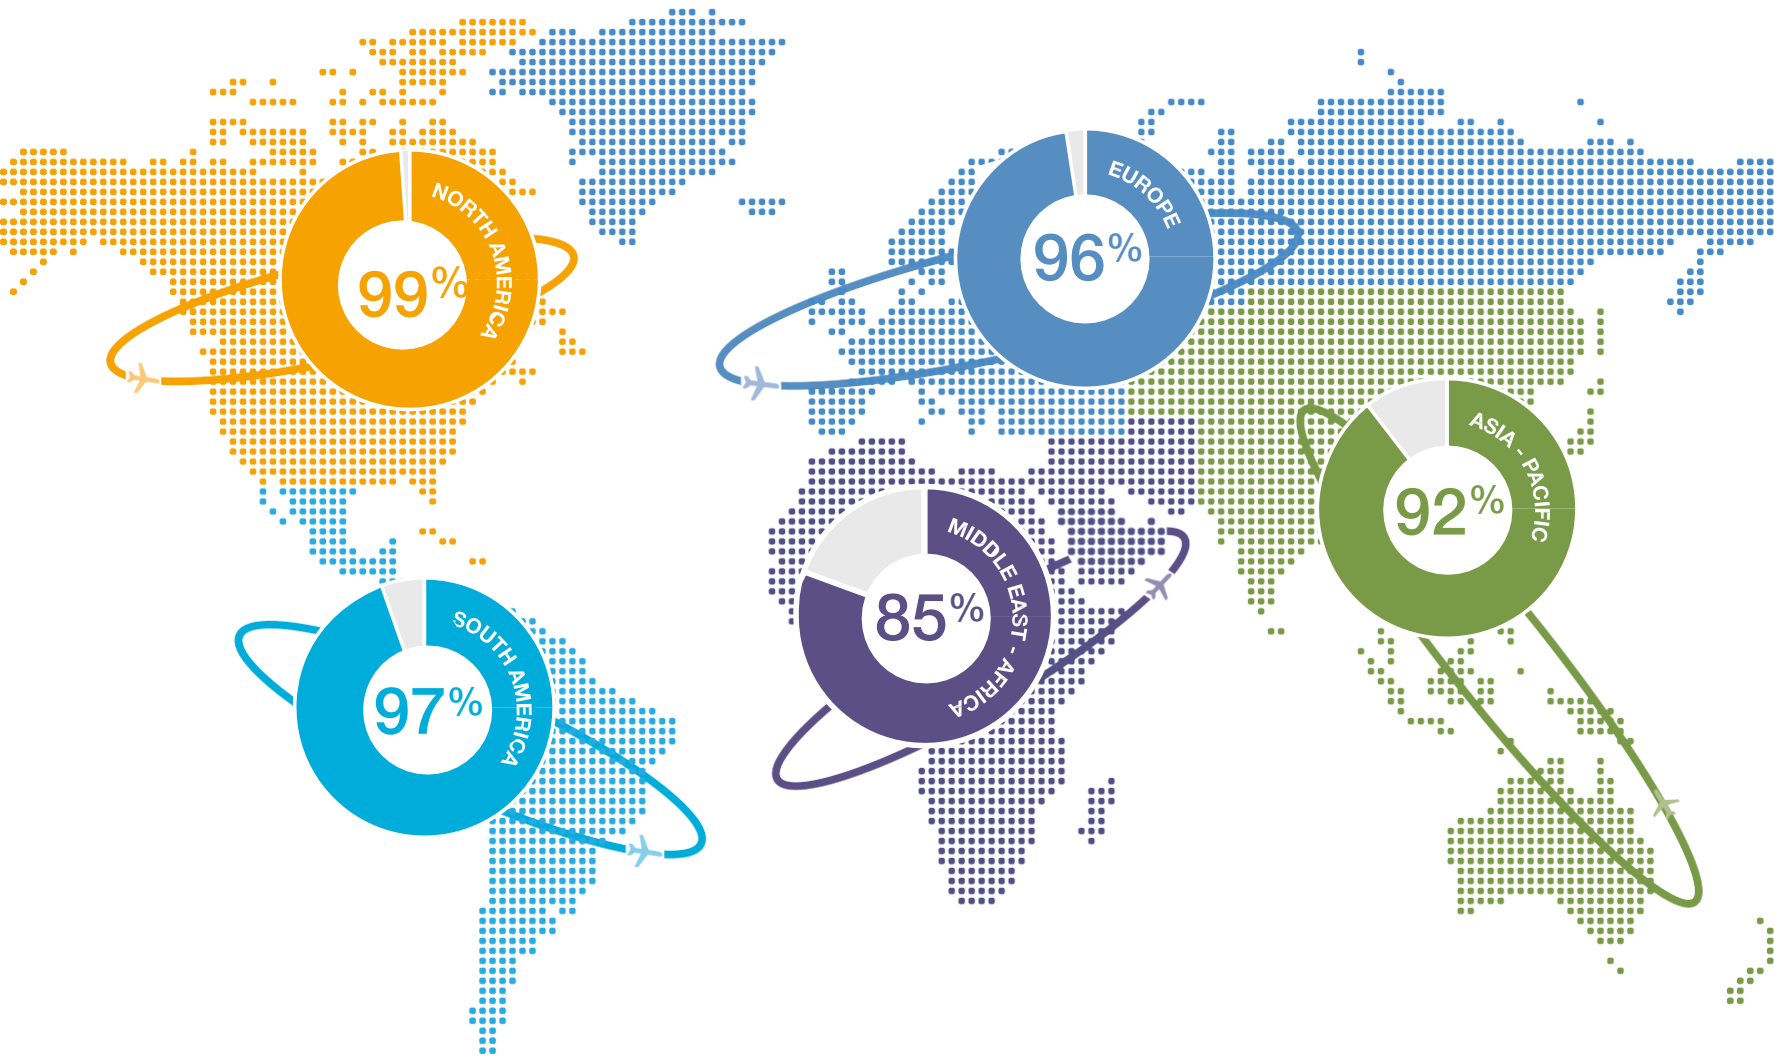 NORTH AMERICA
99%
EUROPE
96%
ASIA - PACIFIC
92%
MIDDLE EAST - AFRICA
85%
SOUTH AMERICA
97%